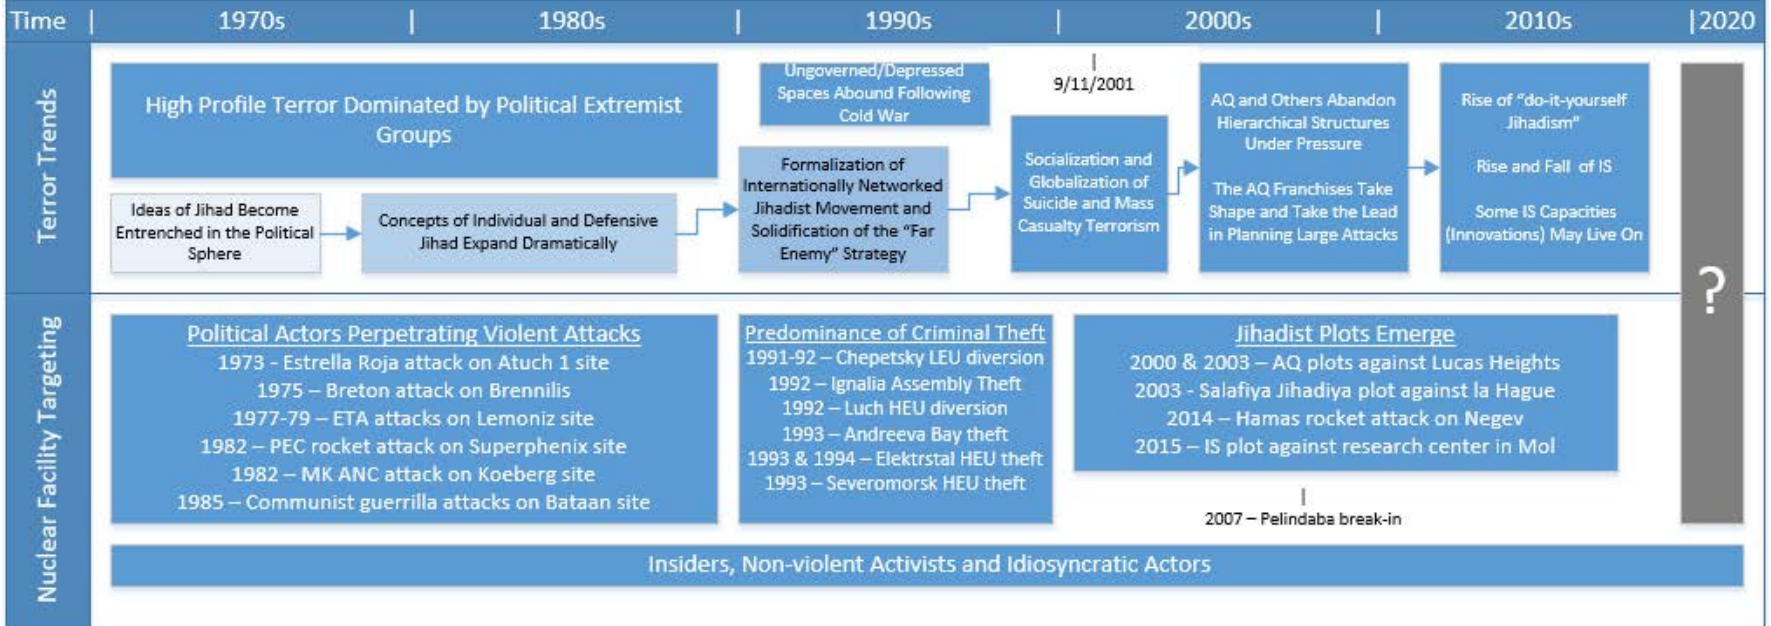 Time | 1970s | 1980s | 1990s | 2000s | 2010s | 2020
Terror Trends
High Profile Terror Dominated by Political Extremist
Groups
Ideas of Jihad Become
Entrenched in the Political
Sphere
Concepts of Individual and Defensive
Jihad Expand Dramatically
Ungoverned/Depressed
Spaces Abound Following
Cold War
Formalization of
Internationally Networked
Jihadist Movement and
Solidification of the “Far
Enemy” Strategy
9/11/2001
Socialization and
Globalization of
Suicide and Mass
Casualty Terrorism
AQ and Others Abandon
Hierarchical Structures
Under Pressure
The AQ Franchises Take
Shape and Take the Lead
in Planning Large Attacks
Rise of “do-it-yourself
Jihadism”
Rise and Fall of IS
Some IS Capacities
(Innovations) May Live On
?
Nuclear Facility Targeting
Political Actors Perpetrating Violent Attacks
1973 - Estrella Roja attack on Atuch 1 site
1975 – Breton attack on Brennilis
1977-79 – ETA attacks on Lemoniz site
1982 – PEC rocket attack on Superphenix site
1982 – MK ANC attack on Koeberg site
1985 – Communist guerrilla attacks on Bataan site
Predominance of Criminal Theft
1991-92 – Chepetsky LEU diversion
1992 – Ignalia Assembly Theft
1992 – Luch HEU diversion
1993 – Andreeva Bay theft
1993 & 1994 – Elektrstal HEU theft
1993 – Severomorsk HEU theft
Jihadist Plots Emerge
2000 & 2003 – AQ plots against Lucas Heights
2003 - Salafiya Jihadiya plot against la Hague
2014 – Hamas rocket attack on Negev
2015 – IS plot against research center in Mol
2007 – Pelindaba break-in
Insiders, Non-violent Activists and Idiosyncratic Actors